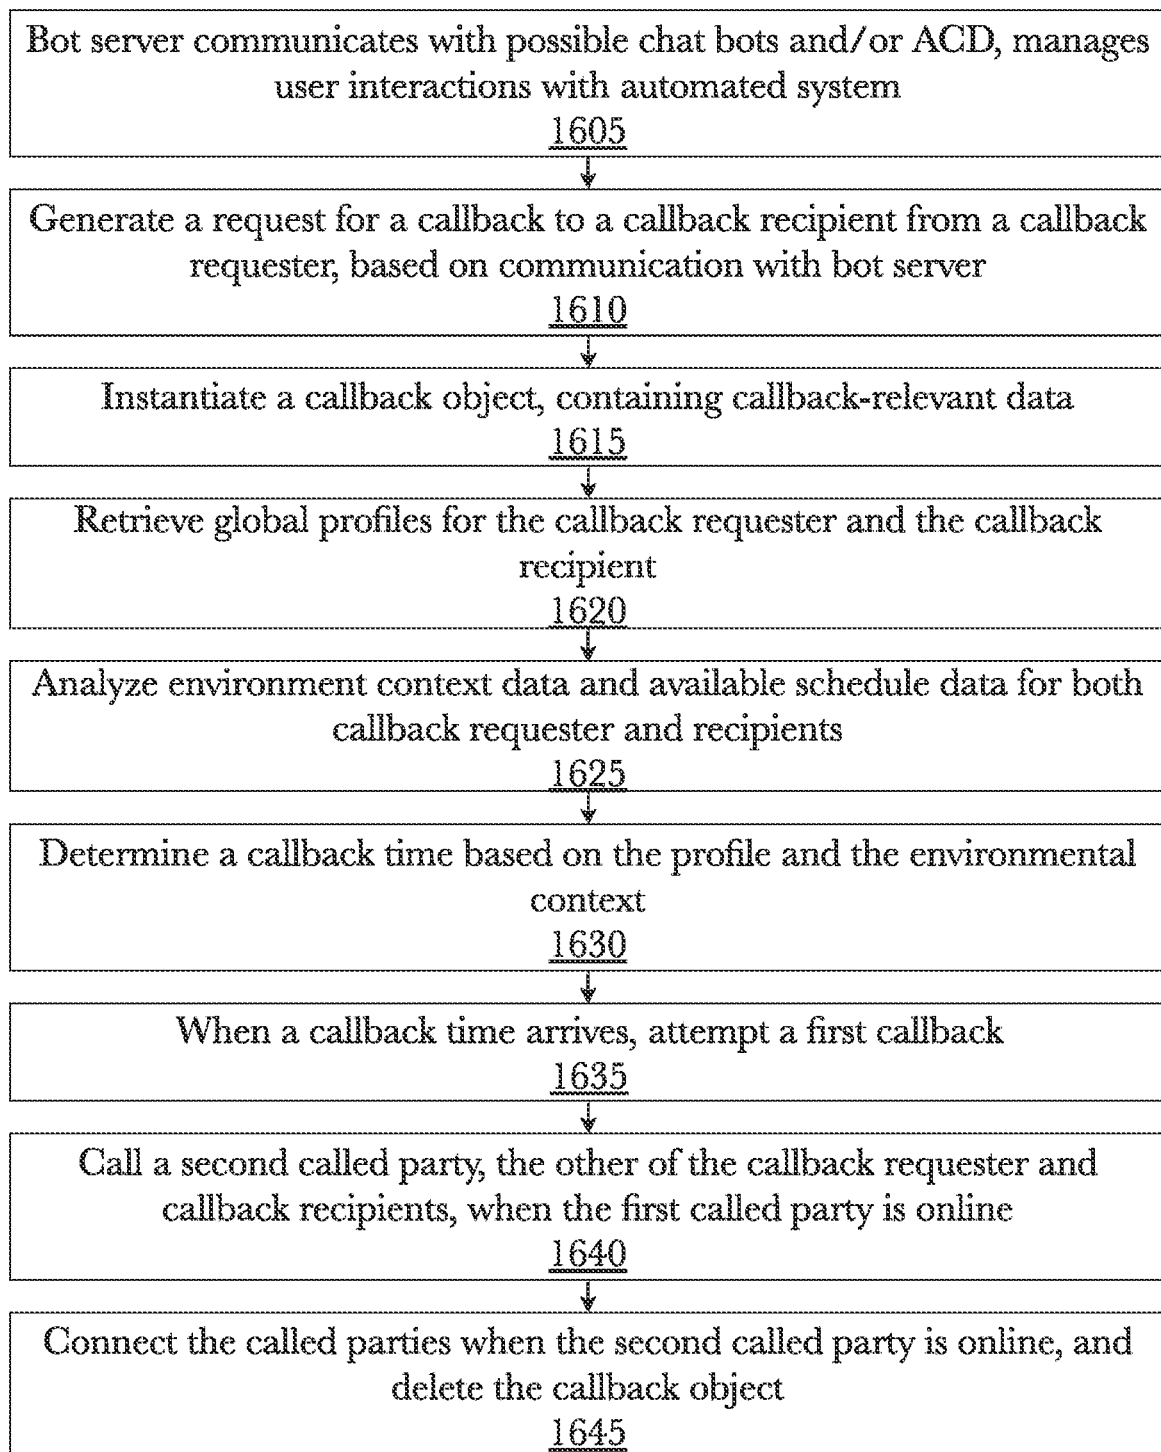 Bot server communicates with possible chat bots and/or ACD, manages
user interactions with automated system
1605
Generate a request for a callback to a callback recipient from a callback
requester, based on communication with bot server
1610
Instantiate a callback object, containing callback-relevant data
1615
Retrieve global profiles for the callback requester and the callback
recipient
1620
Analyze environment context data and available schedule data for both
callback requester and recipients
1625
Determine a callback time based on the profile and the environmental
context
1630
When a callback time arrives, attempt a first callback
1635
Call a second called party, the other of the callback requester and
callback recipients, when the first called party is online
1640
Connect the called parties when the second called party is online, and
delete the callback object
1645